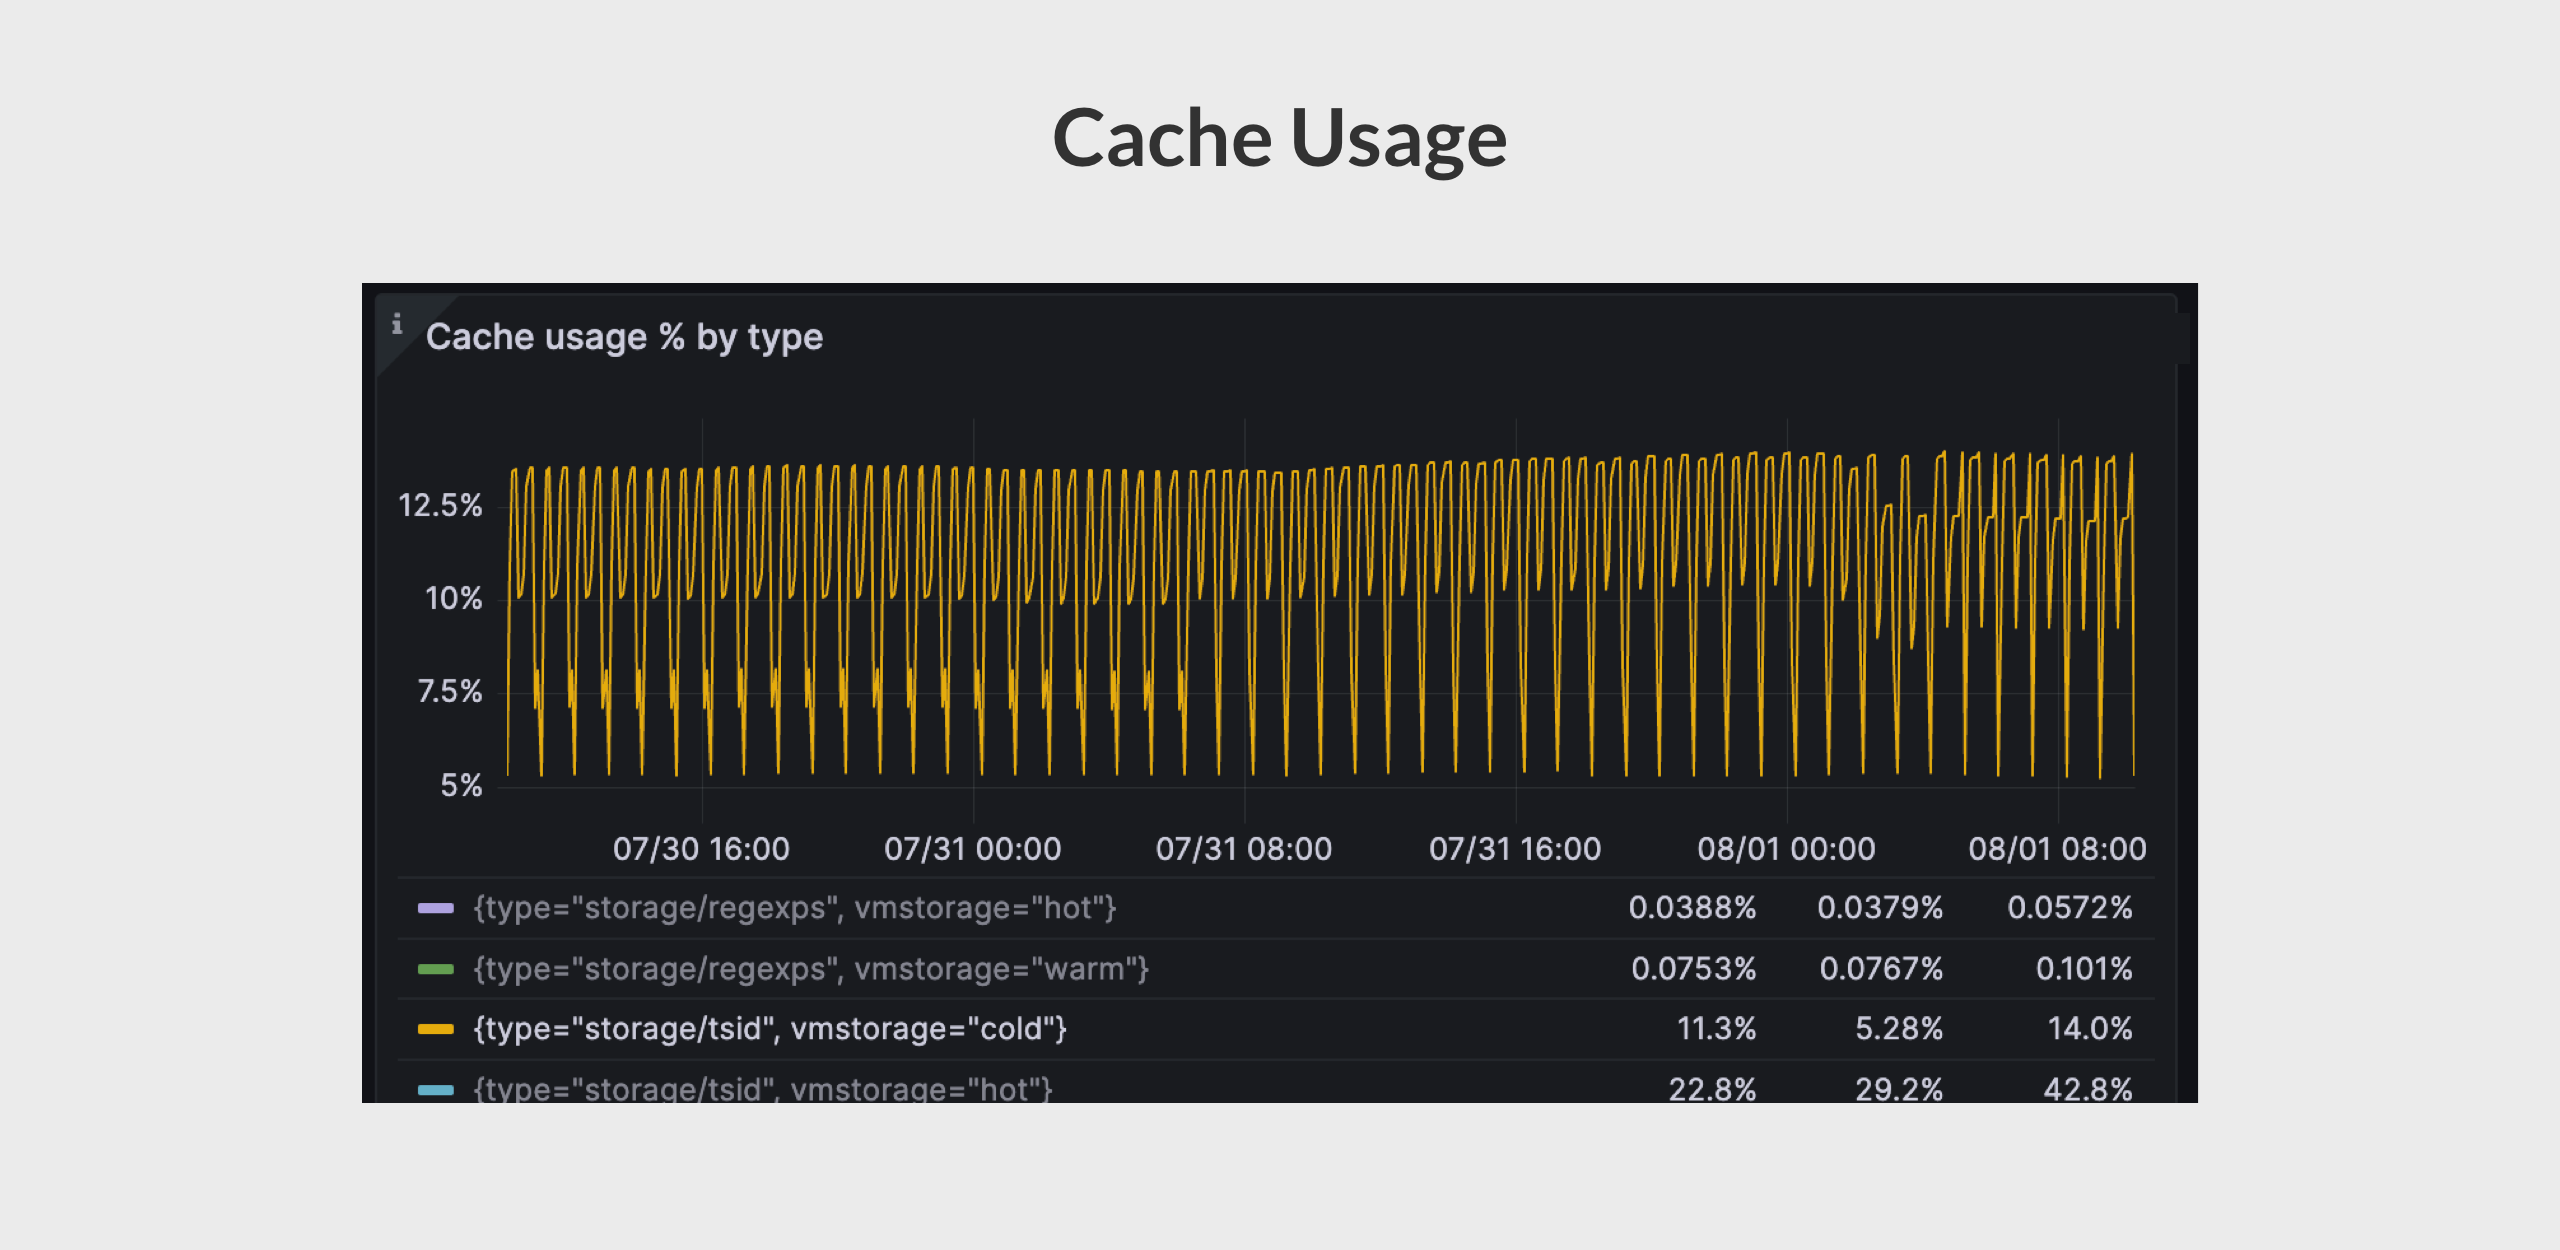 Cache Usage
i
Cache usage % by type
12.5%
10%
7.5%
5%
07/30 16:00 07/31 00:00 07/31 08:00 07/31 16:00 08/01 00:00 08/01 08:00
{type="storage/regexps", vmstorage="hot"} 0.0388% 0.0379% 0.0572%
{type="storage/regexps", vmstorage="warm"} 0.0753% 0.0767% 0.101%
{type="storage/tsid", vmstorage="cold"} 11.3% 5.28% 14.0%
{type="storage/tsid", vmstorage="hot"} 22.8% 29.2% 42.8%